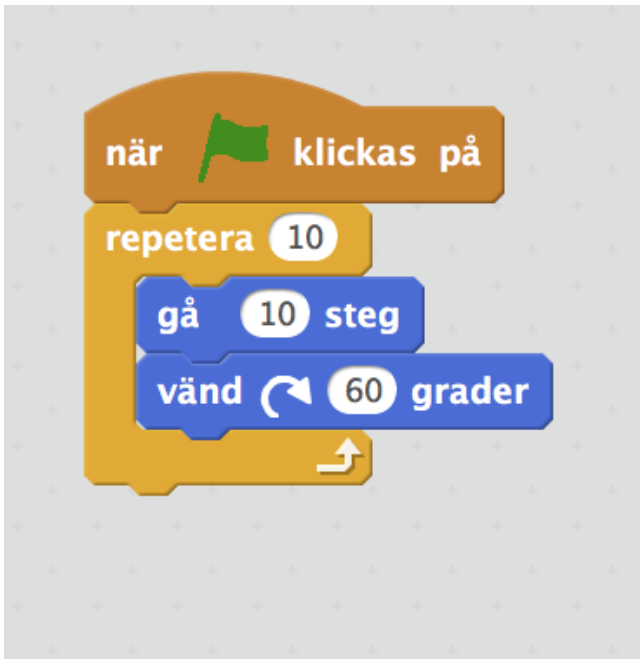 när klickas på
repetera 10
gå 10 steg
vänd 60 grader